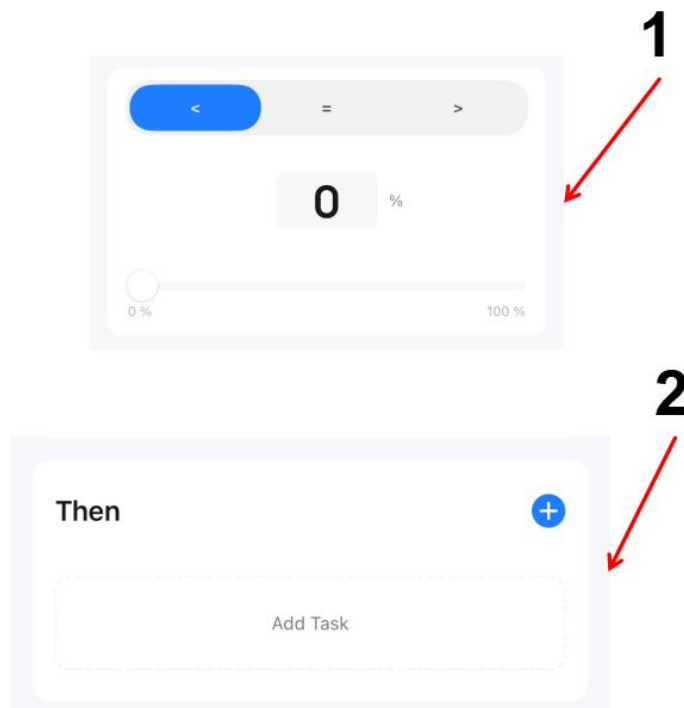 1
< = >
0 %
0 % 100 %
2
Then +
Add Task